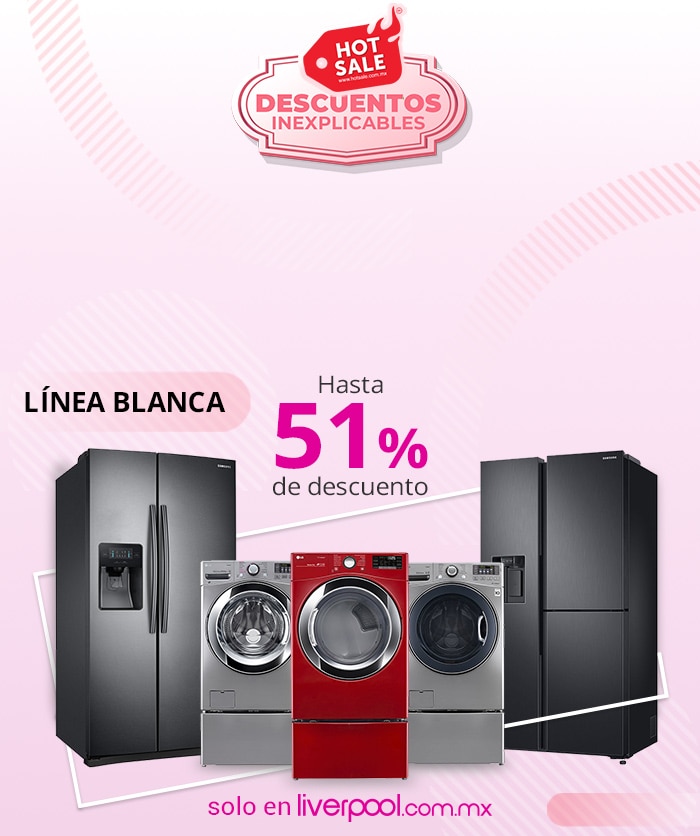 HOT
SALE
www.hotsale.com.mx
DESCUENTOS
INEXPLICABLES
LÍNEA BLANCA
Hasta
51%
de descuento
SAMSUNG
SAMSUNG
LG
solo en liverpool.com.mx